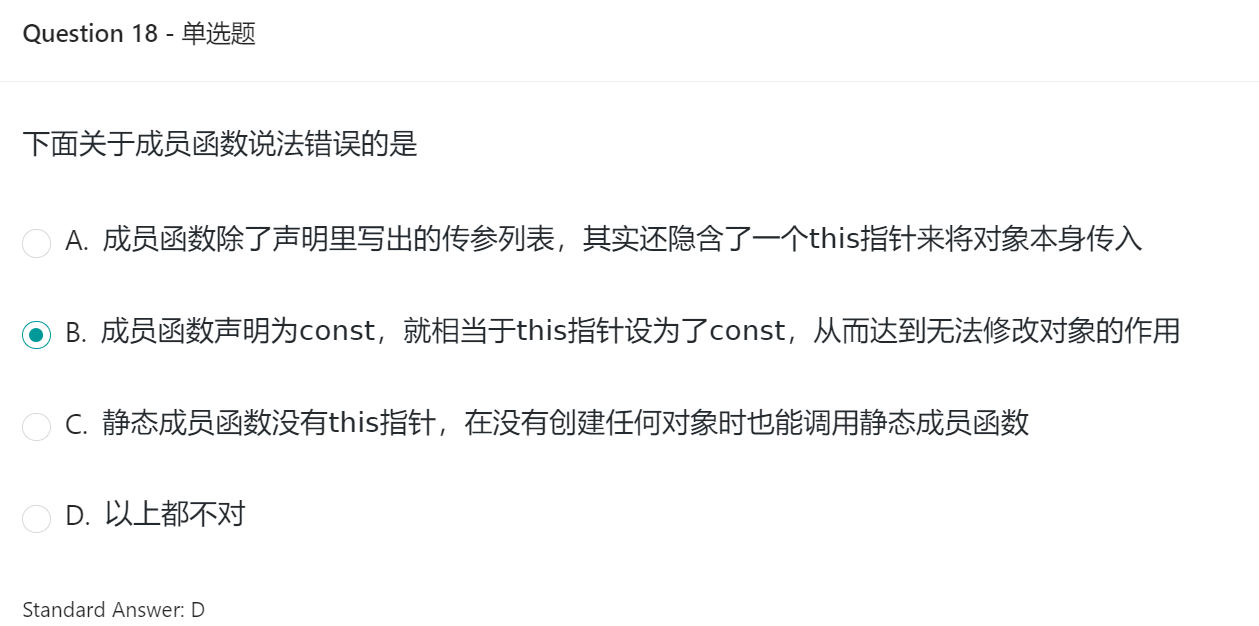 Question 18 - 单选题
下面关于成员函数说法错误的是
A. 成员函数除了声明里写出的传参列表，其实还隐含了一个this指针来将对象本身传入
B. 成员函数声明为const，就相当于this指针设为了const，从而达到无法修改对象的作用
C. 静态成员函数没有this指针，在没有创建任何对象时也能调用静态成员函数
D. 以上都不对
Standard Answer: D